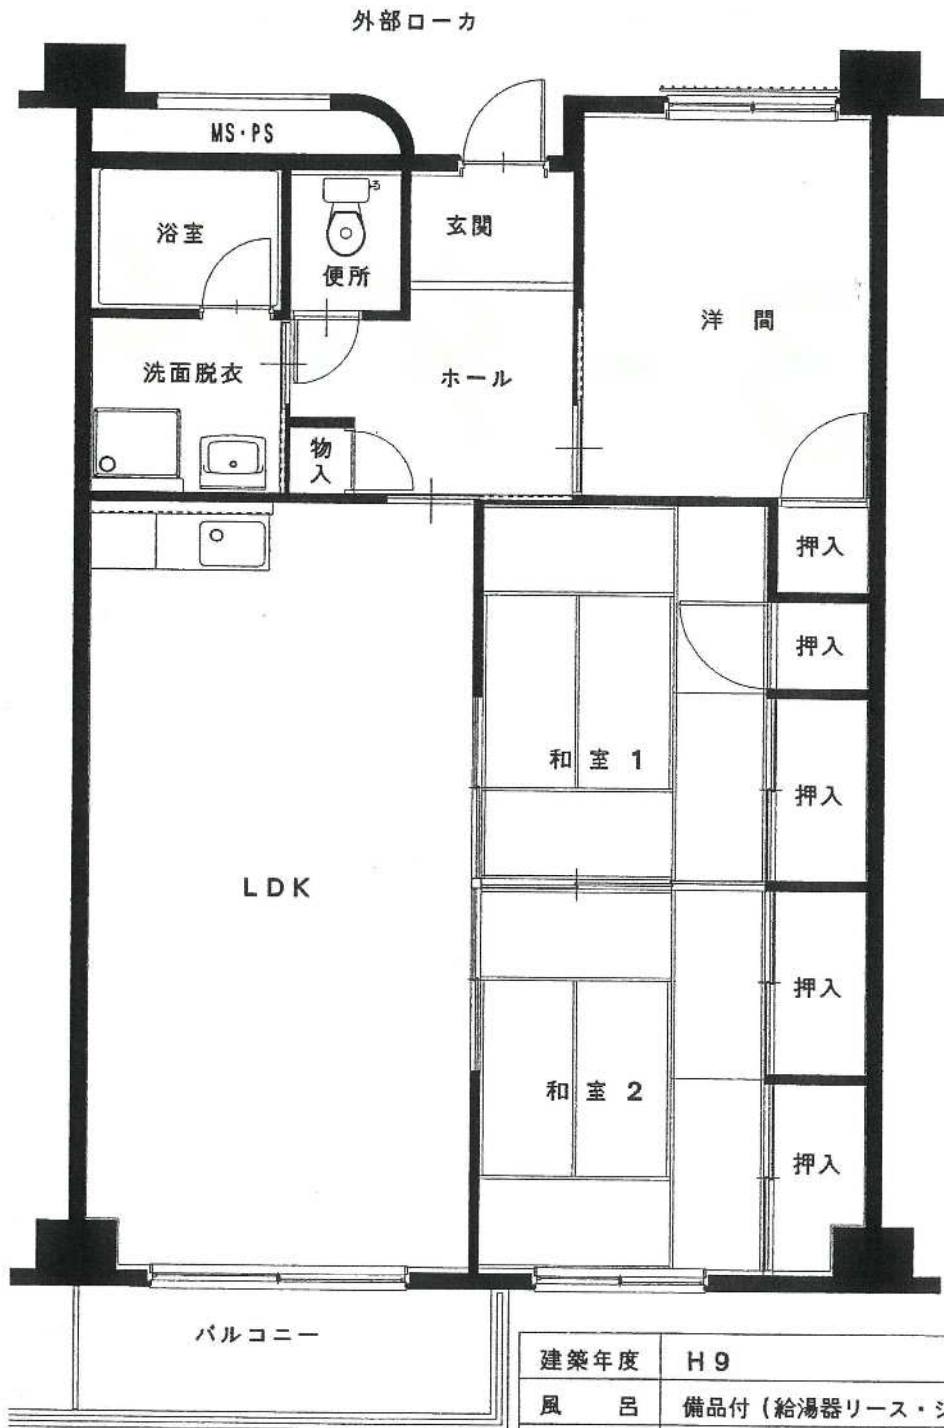 外部ローカ
MS・PS
浴室
便所
玄関
洋間
洗面脱衣
ホール
物入
押入
押入
和室1
押入
LDK
押入
和室2
押入
バルコニー
建築年度 H9
風呂 備品付(給湯器リース・